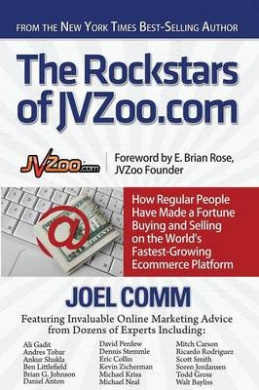 FROM THE NEW YORK TIMES BEST-SELLING AUTHOR
The Rockstars
of JVZoo.com
JVZoo.com
Foreword by E. Brian Rose,
JVZoo Founder
How Regular People
Have Made a Fortune
Buying and Selling
on the World's
Fastest-Growing
Ecommerce Platform
@
JOEL COMM
Featuring Invaluable Online Marketing Advice
from Dozens of Experts Including:
Ali Gadit
Andres Tobar
Ankur Shukla
Ben Littlefield
Brian G. Johnson
Daniel Anton
David Perdew
Dennis Stemmle
Eric Collin
Kevin Zicherman
Michael Krisa
Michael Neal
Mitch Carson
Ricardo Rodriguez
Scott Smith
Soren Jordansen
Todd Gross
Walt Bayliss